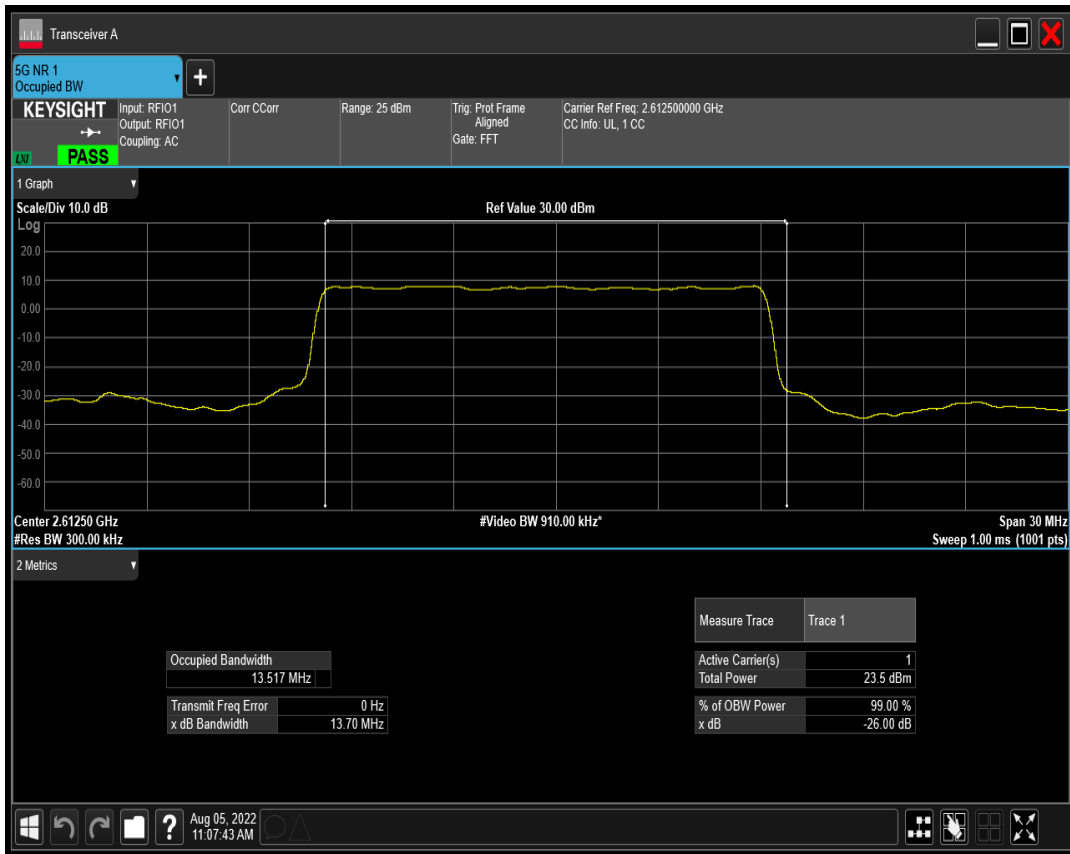 Transceiver A
5G NR 1
Occupied BW
+
KEYSIGHT
LXI
PASS
Input: RFIO1
Output: RFIO1
Coupling: AC
Corr CCorr
Range: 25 dBm
Trig: Prot Frame
Aligned
Gate: FFT
Carrier Ref Freq: 2.612500000 GHz
CC Info: UL, 1 CC
1 Graph
Scale/Div 10.0 dB
Ref Value 30.00 dBm
Log
20.0
10.0
0.00
-10.0
-20.0
-30.0
-40.0
-50.0
-60.0
Center 2.61250 GHz
#Video BW 910.00 kHz*
Span 30 MHz
#Res BW 300.00 kHz
Sweep 1.00 ms (1001 pts)
2 Metrics
Measure Trace Trace 1
Occupied Bandwidth
13.517 MHz
Active Carrier(s) 1
Total Power 23.5 dBm
Transmit Freq Error 0 Hz
x dB Bandwidth 13.70 MHz
% of OBW Power 99.00 %
x dB -26.00 dB
?
Aug 05, 2022
11:07:43 AM